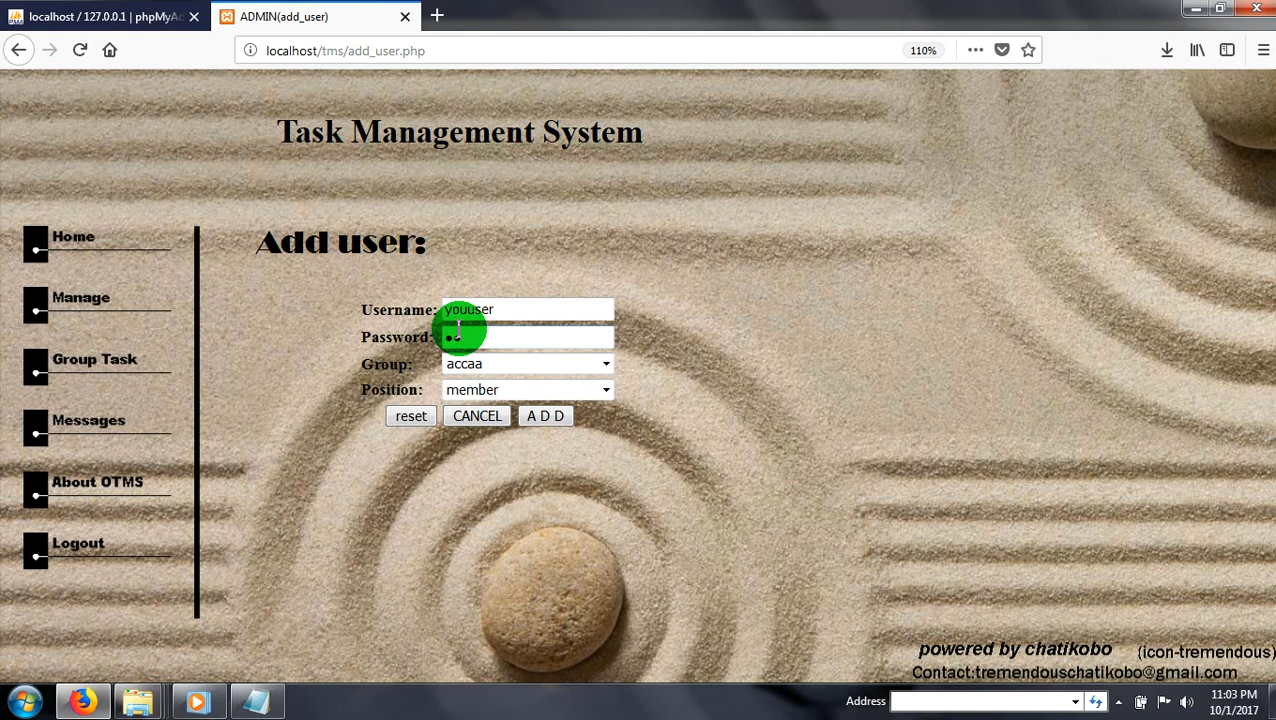 localhost / 127.0.0.1 | phpMyAd
ADMIN(add_user)
localhost/tms/add_user.php
110%
Task Management System
Home
Manage
Group Task
Messages
About OTMS
Logout
Add user:
Username: youuser
Password:
Group: accaa
Position: member
reset CANCEL A D D
powered by chatikobo (icon-tremendous)
Contact:tremendouschatikobo@gmail.com
Address
11:03 PM
10/1/2017